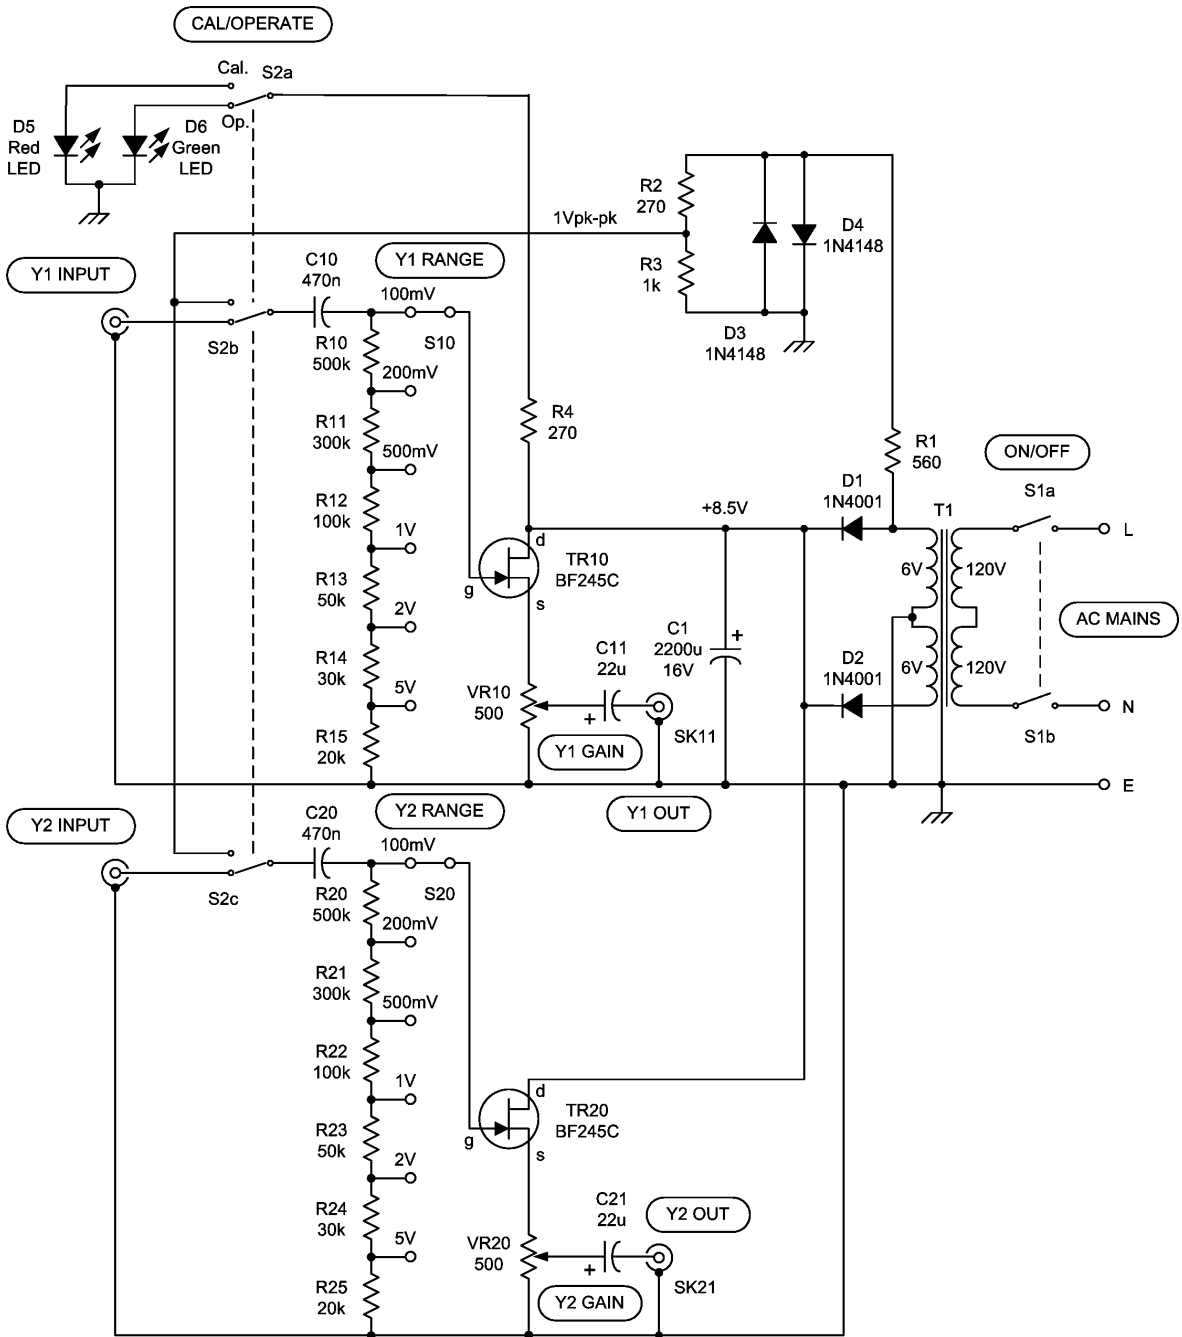 CAL/OPERATE
Cal.
S2a
Op.
D5
Red
LED
D6
Green
LED
1Vpk-pk
R2
270
R3
1k
D4
1N4148
D3
1N4148
Y1 INPUT
S2b
C10
470n
Y1 RANGE
100mV
S10
R10
500k
200mV
R11
300k
500mV
R12
100k
1V
R13
50k
2V
R14
30k
5V
R15
20k
R4
270
R1
560
ON/OFF
S1a
D1
1N4001
T1
+8.5V
L
d
TR10
BF245C
g
s
6V
120V
AC MAINS
C1
2200u
16V
+
D2
1N4001
6V
120V
N
S1b
VR10
500
C11
22u
+
SK11
Y1 GAIN
E
Y1 OUT
Y2 INPUT
S2c
C20
470n
Y2 RANGE
100mV
S20
R20
500k
200mV
R21
300k
500mV
R22
100k
1V
R23
50k
2V
R24
30k
5V
R25
20k
d
TR20
BF245C
g
s
VR20
500
C21
22u
+
Y2 OUT
SK21
Y2 GAIN